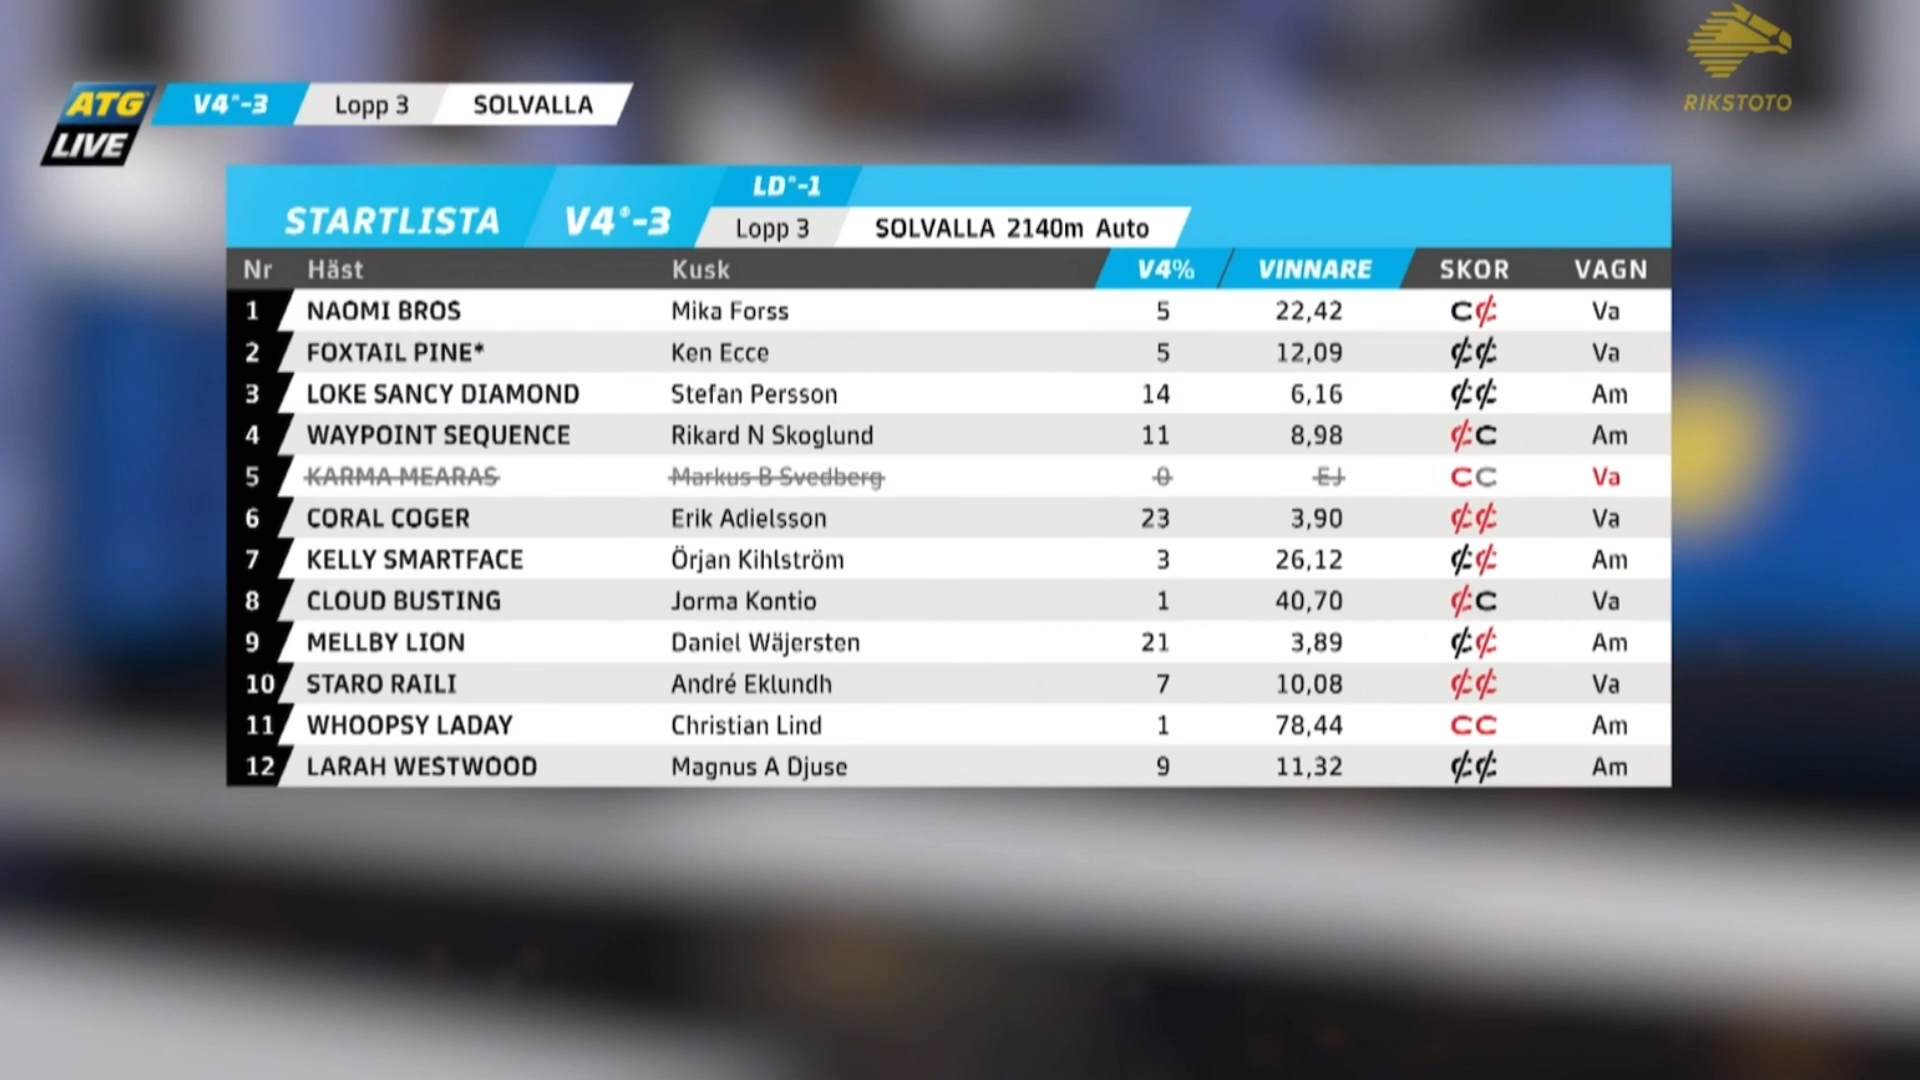 RIKSTOTO
ATG LIVE
V4®-3 Lopp 3 SOLVALLA
LD®-1
STARTLISTA V4®-3 Lopp 3 SOLVALLA 2140m Auto
Nr Häst Kusk V4% VINNARE SKOR VAGN
1 NAOMI BROS Mika Forss 5 22,42 C₵ Va
2 FOXTAIL PINE* Ken Ecce 5 12,09 ₵₵ Va
3 LOKE SANCY DIAMOND Stefan Persson 14 6,16 ₵₵ Am
4 WAYPOINT SEQUENCE Rikard N Skoglund 11 8,98 ₵C Am
5 KARMA MEARAS Markus B Svedberg 0 EJ CC Va
6 CORAL COGER Erik Adielsson 23 3,90 ₵₵ Va
7 KELLY SMARTFACE Örjan Kihlström 3 26,12 ₵₵ Am
8 CLOUD BUSTING Jorma Kontio 1 40,70 ₵C Va
9 MELLBY LION Daniel Wäjersten 21 3,89 ₵₵ Am
10 STARO RAILI André Eklundh 7 10,08 ₵₵ Va
11 WHOOPSY LADAY Christian Lind 1 78,44 CC Am
12 LARAH WESTWOOD Magnus A Djuse 9 11,32 ₵₵ Am